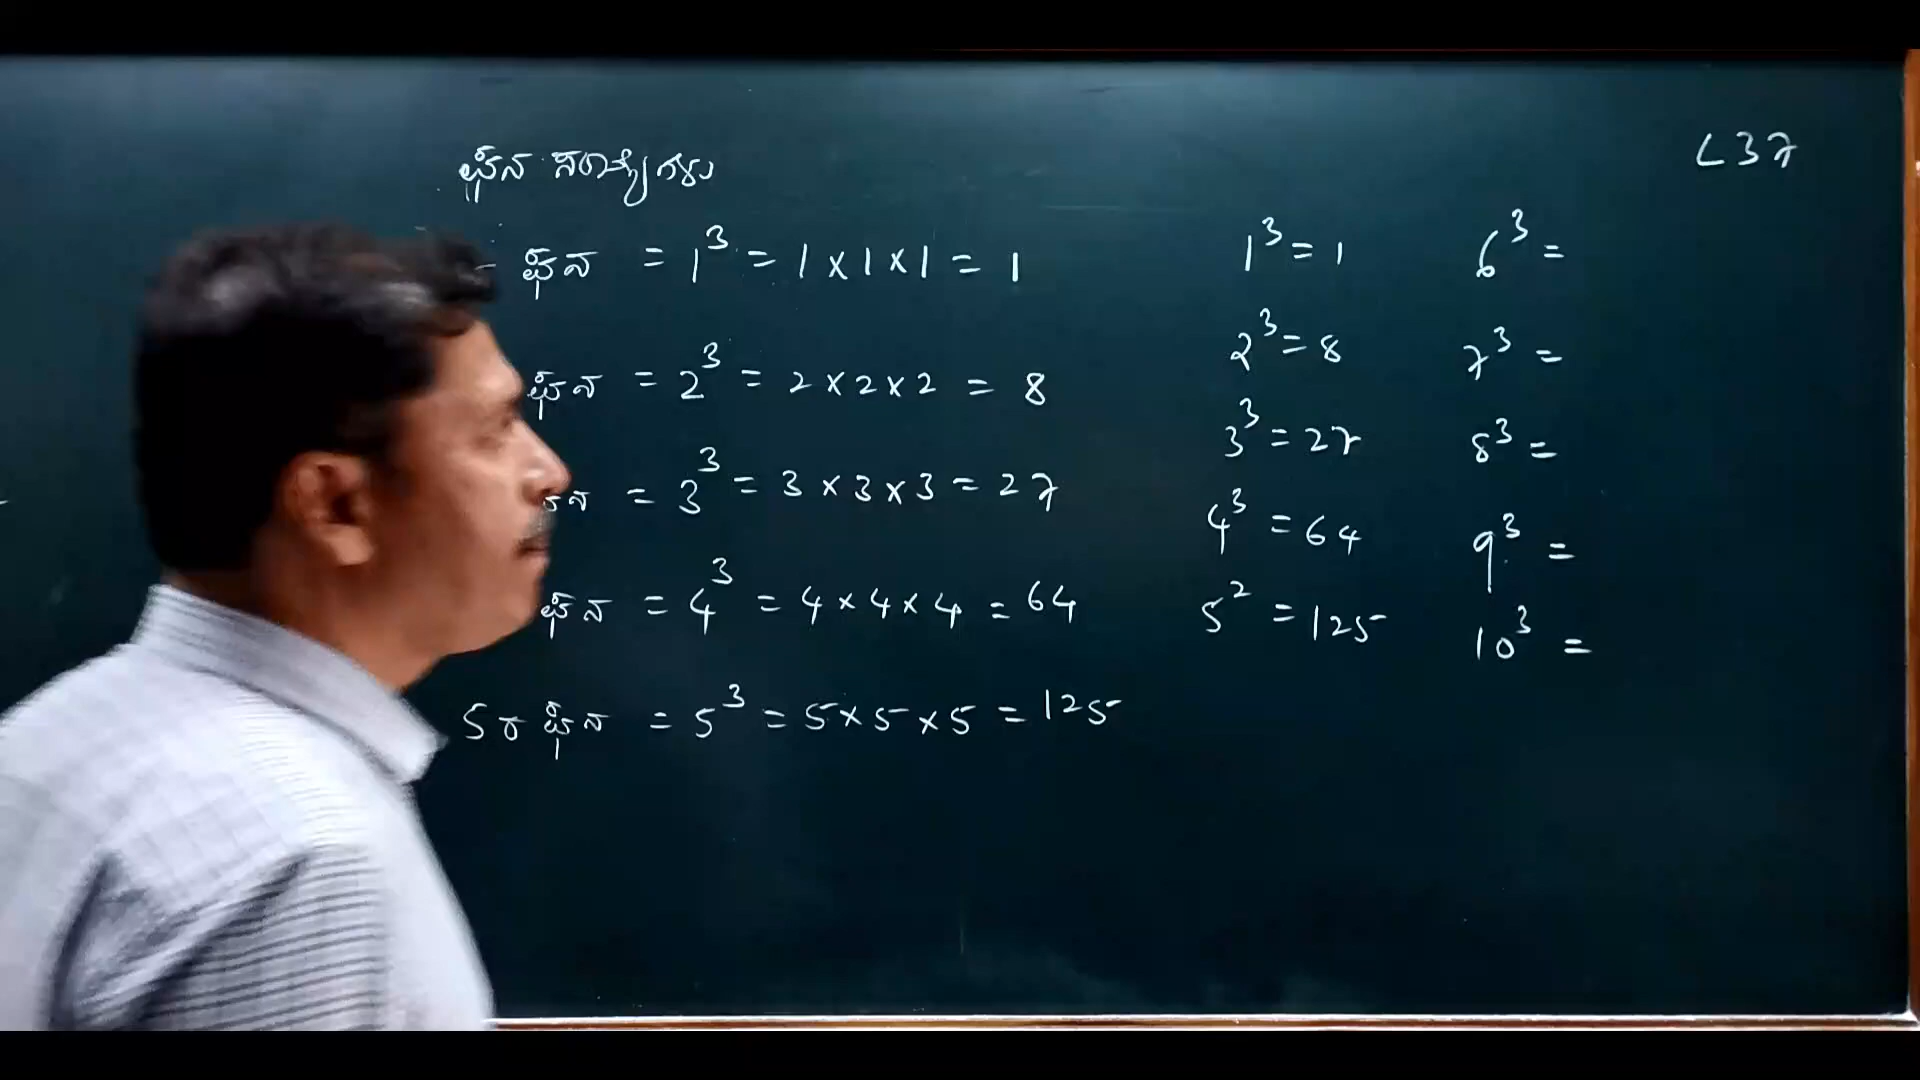 L37
ಘನ ಸಂಖ್ಯೆಗಳು
ಘನ = 1³ = 1 x 1 x 1 = 1
ಘನ = 2³ = 2 x 2 x 2 = 8
ನ = 3³ = 3 x 3 x 3 = 27
ಘನ = 4³ = 4 x 4 x 4 = 64
5ರ ಘನ = 5³ = 5 x 5 x 5 = 125
1³ = 1
2³ = 8
3³ = 27
4³ = 64
5² = 125
6³ =
7³ =
8³ =
9³ =
10³ =